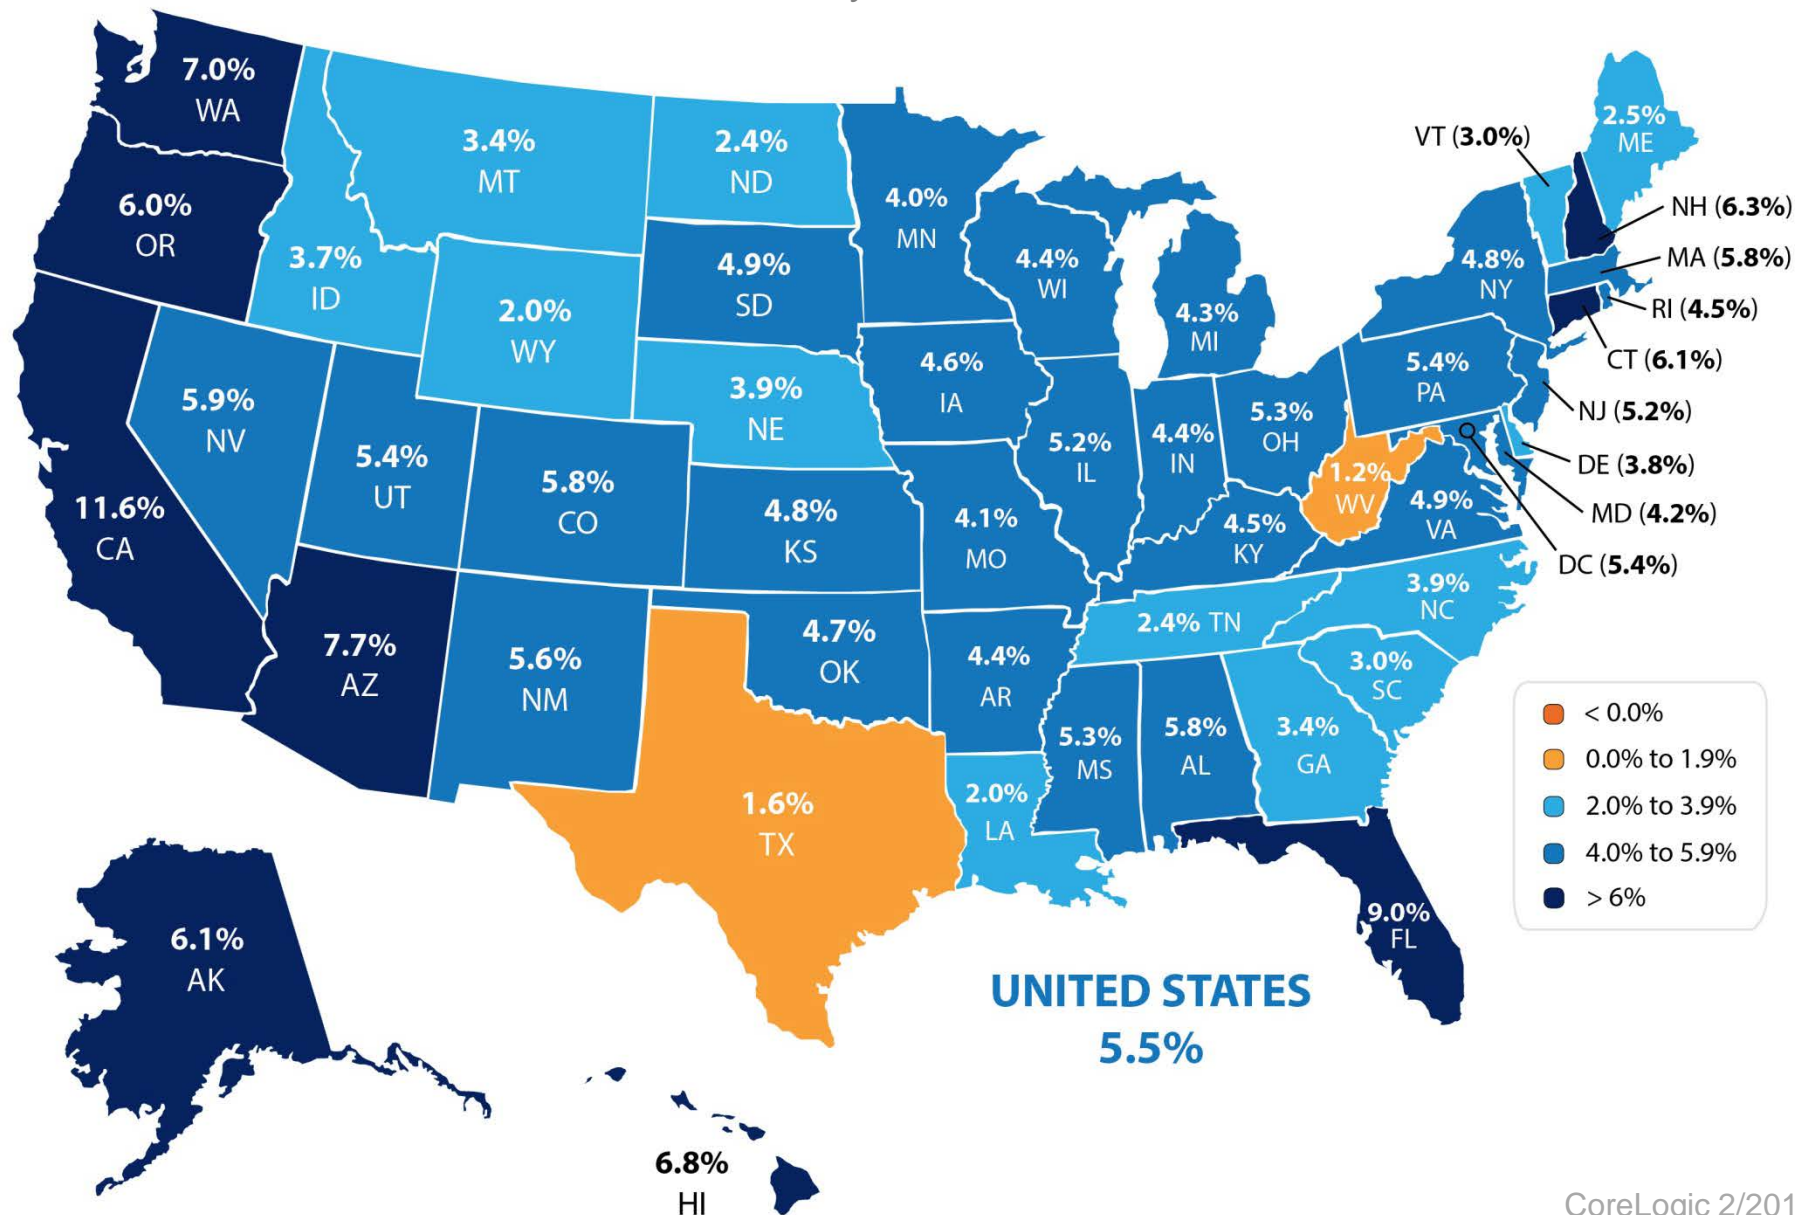 7.0%
WA
6.0%
OR
3.4%
MT
2.4%
ND
4.0%
MN
3.7%
ID
2.0%
WY
4.9%
SD
4.4%
WI
4.3%
MI
2.5%
ME
VT (3.0%)
NH (6.3%)
4.8%
NY
MA (5.8%)
RI (4.5%)
CT (6.1%)
5.9%
NV
5.4%
UT
3.9%
NE
4.6%
IA
5.4%
PA
NJ (5.2%)
5.3%
OH
5.2%
IL
4.4%
IN
DE (3.8%)
11.6%
CA
5.8%
CO
4.8%
KS
4.1%
MO
4.5%
KY
1.2%
WV
4.9%
VA
MD (4.2%)
DC (5.4%)
7.7%
AZ
5.6%
NM
4.7%
OK
4.4%
AR
2.4% TN
3.9%
NC
3.0%
SC
1.6%
TX
2.0%
LA
5.3%
MS
5.8%
AL
3.4%
GA
9.0%
FL
< 0.0%
0.0% to 1.9%
2.0% to 3.9%
4.0% to 5.9%
> 6%
6.1%
AK
UNITED STATES
5.5%
6.8%
HI
CoreLogic